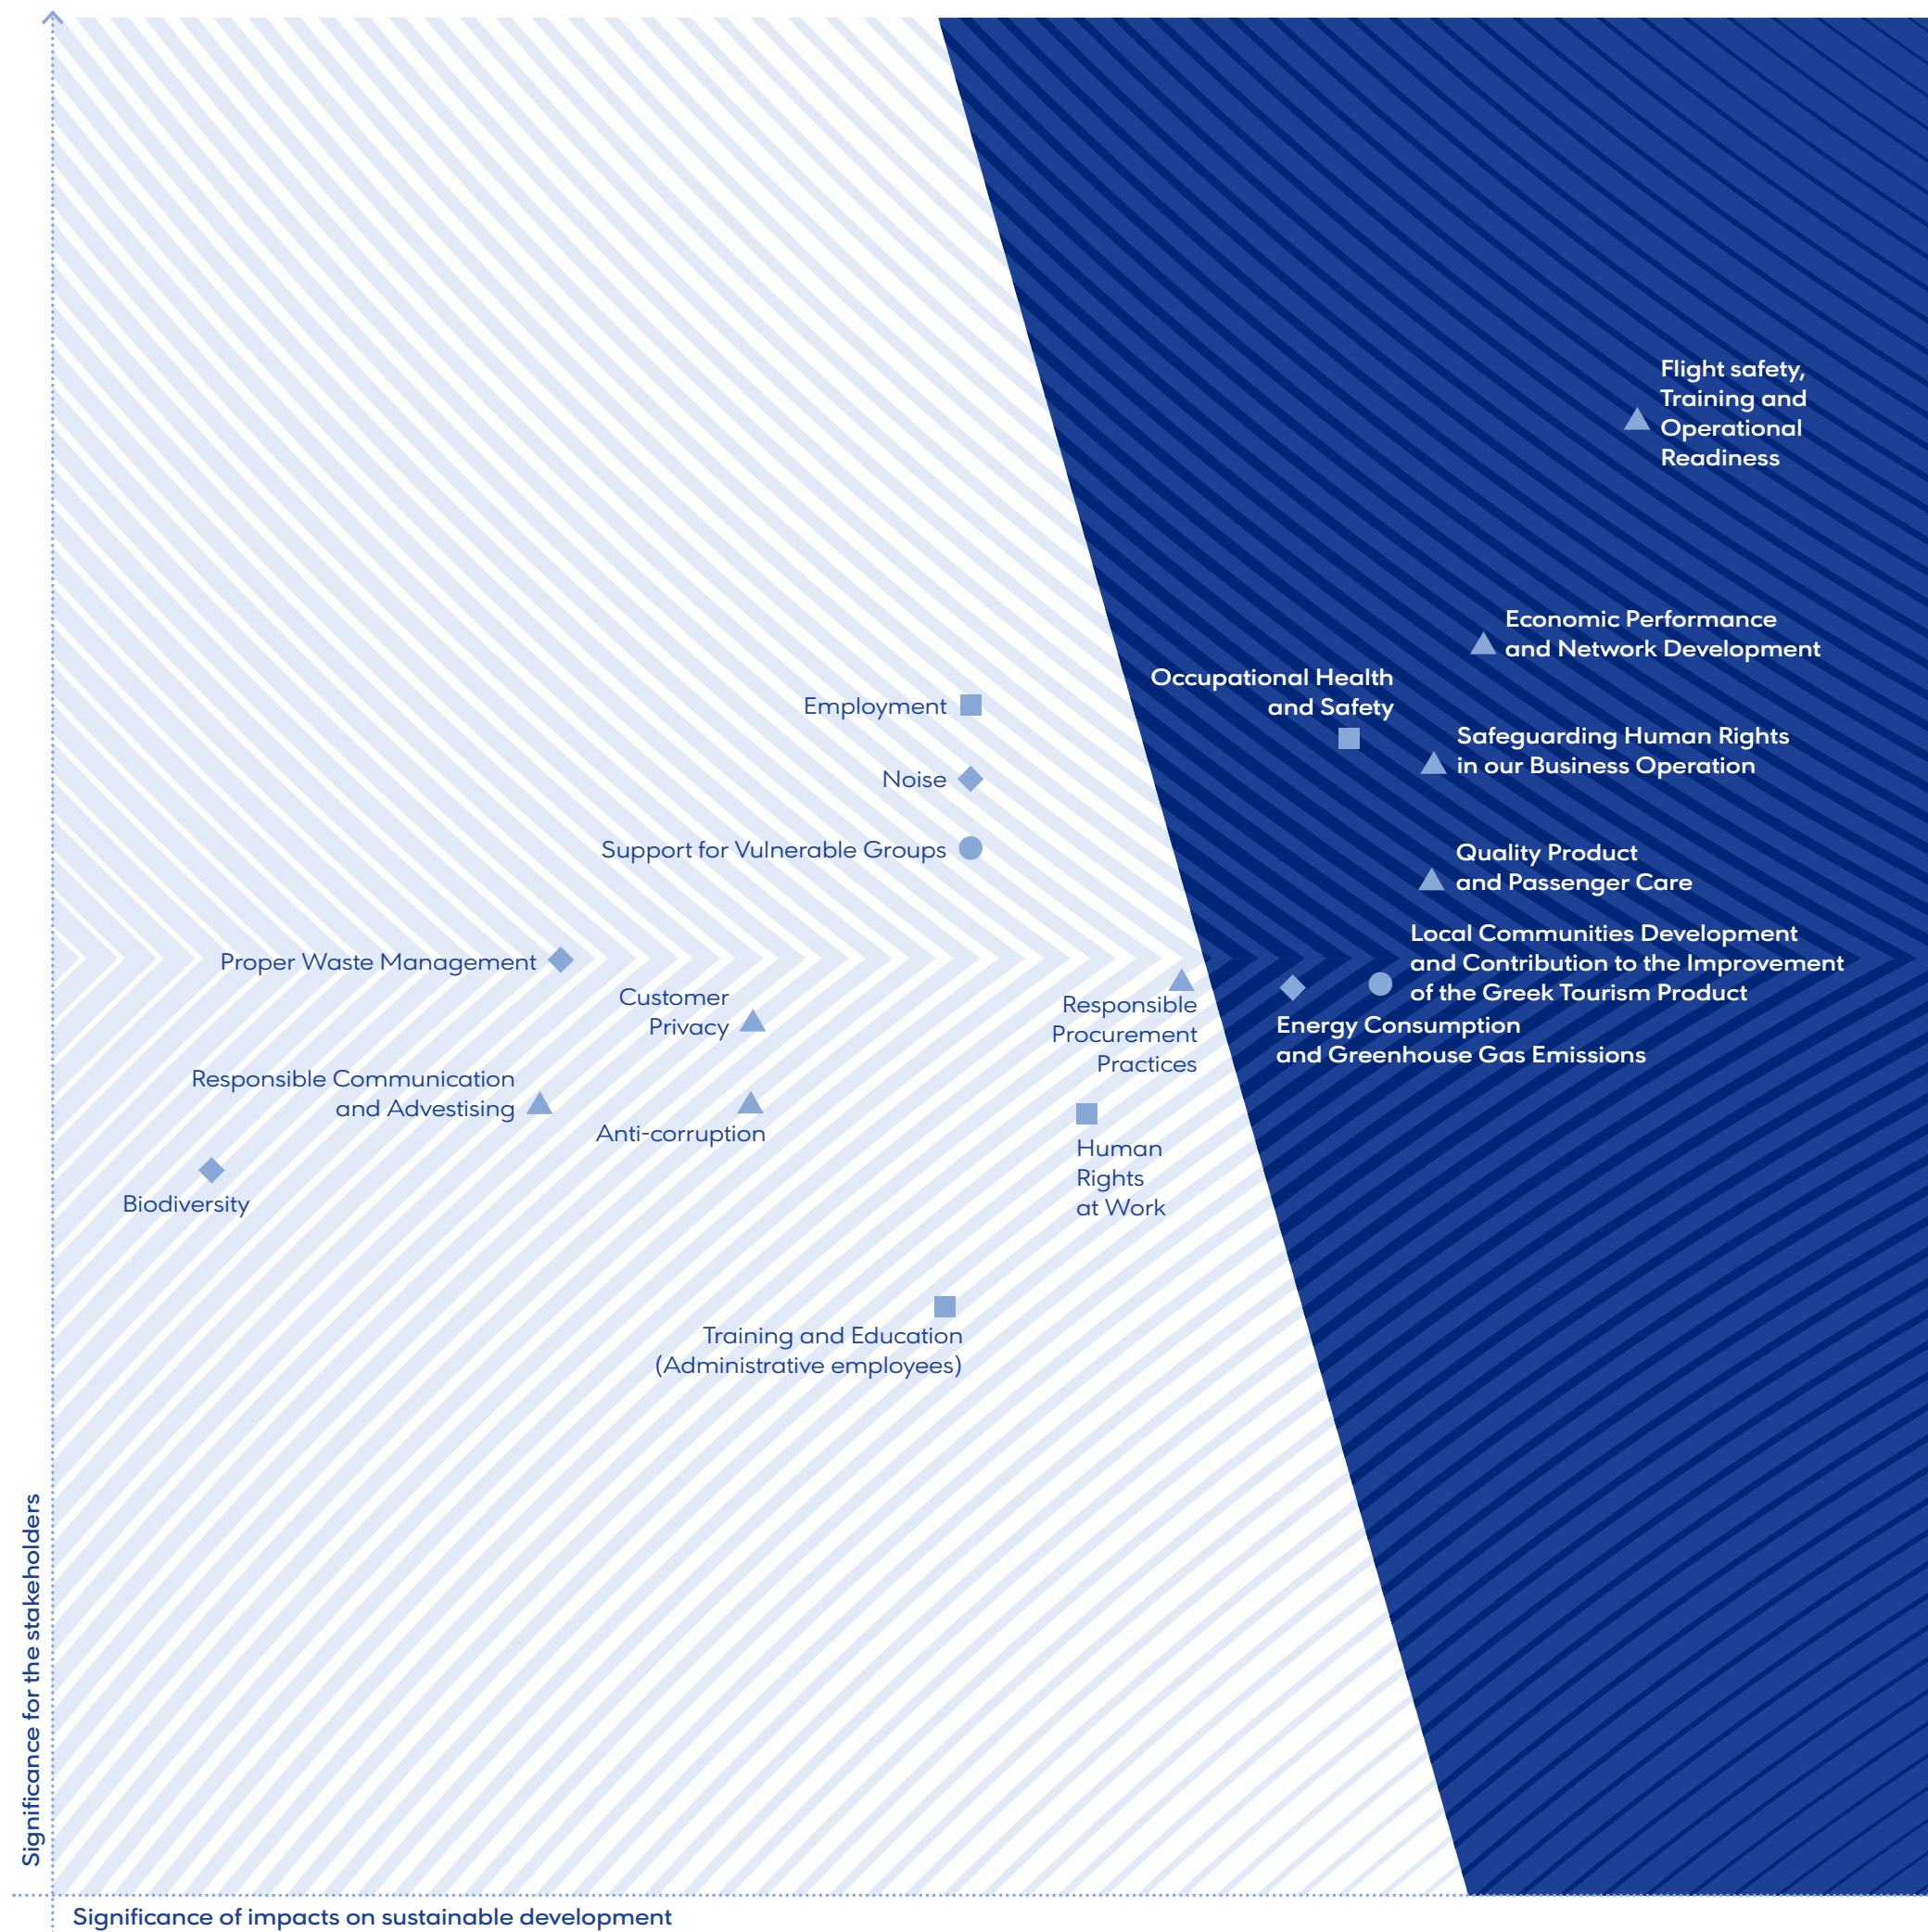 Flight safety,
Training and
Operational
Readiness
Economic Performance
and Network Development
Occupational Health
and Safety
Employment
Safeguarding Human Rights
in our Business Operation
Noise
Support for Vulnerable Groups
Quality Product
and Passenger Care
Local Communities Development
and Contribution to the Improvement
of the Greek Tourism Product
Proper Waste Management
Customer
Privacy
Responsible
Procurement
Practices
Energy Consumption
and Greenhouse Gas Emissions
Responsible Communication
and Advestising
Anti-corruption
Human
Rights
at Work
Biodiversity
Training and Education
(Administrative employees)
Significance for the stakeholders
Significance of impacts on sustainable development